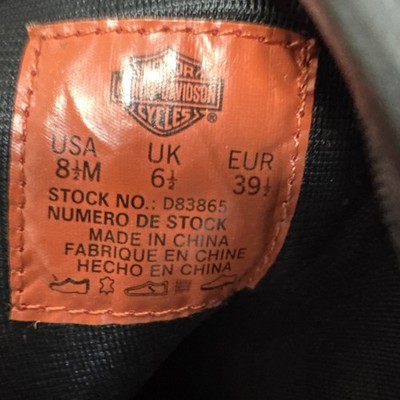 MOTOR
HARLEY-DAVIDSON
CYCLES ®
USA UK EUR
8½M 6½ 39½
STOCK NO.: D83865
NUMERO DE STOCK
MADE IN CHINA
FABRIQUE EN CHINE
HECHO EN CHINA